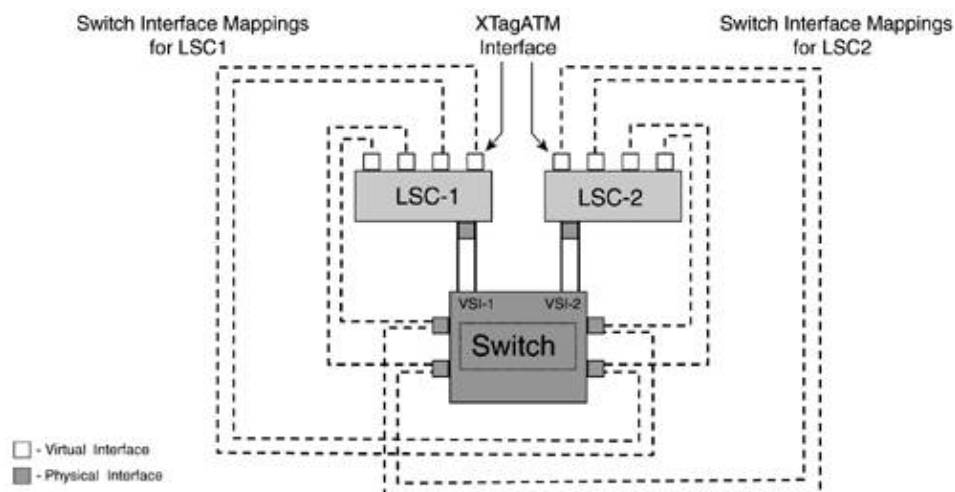 Switch Interface Mappings
for LSC1
XTagATM
Interface
Switch Interface Mappings
for LSC2
LSC-1
LSC-2
VSI-1
VSI-2
Switch
- Virtual Interface
- Physical Interface